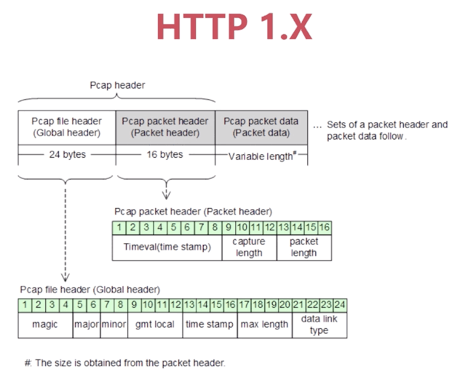 HTTP 1.X
Pcap header
Pcap file header
(Global header)
Pcap packet header
(Packet header)
Pcap packet data
(Packet data)
... Sets of a packet header and
packet data follow.
24 bytes
16 bytes
Variable length#
Pcap packet header (Packet header)
1 2 3 4 5 6 7 8 9 10 11 12 13 14 15 16
Timeval(time stamp)
capture
length
packet
length
Pcap file header (Global header)
1 2 3 4 5 6 7 8 9 10 11 12 13 14 15 16 17 18 19 20 21 22 23 24
magic
major
minor
gmt local
time stamp
max length
data link
type
#: The size is obtained from the packet header.